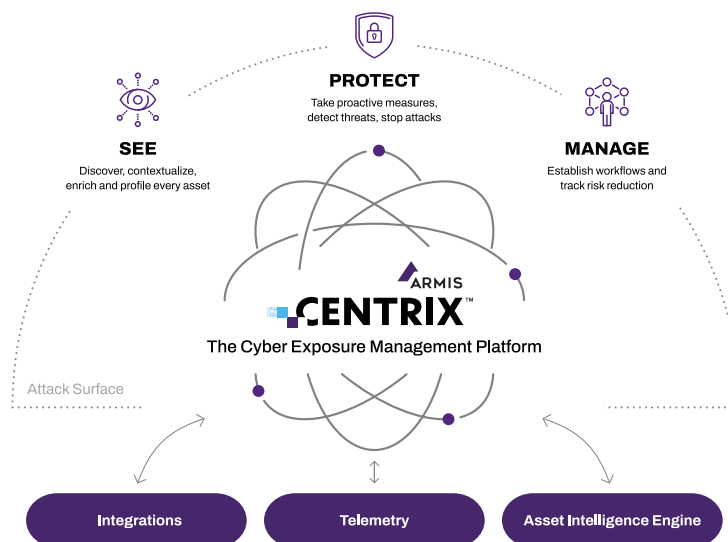 PROTECT
Take proactive measures,
detect threats, stop attacks
SEE
Discover, contextualize,
enrich and profile every asset
MANAGE
Establish workflows and
track risk reduction
ARMIS
CENTRIX™
The Cyber Exposure Management Platform
Attack Surface
Integrations
Telemetry
Asset Intelligence Engine